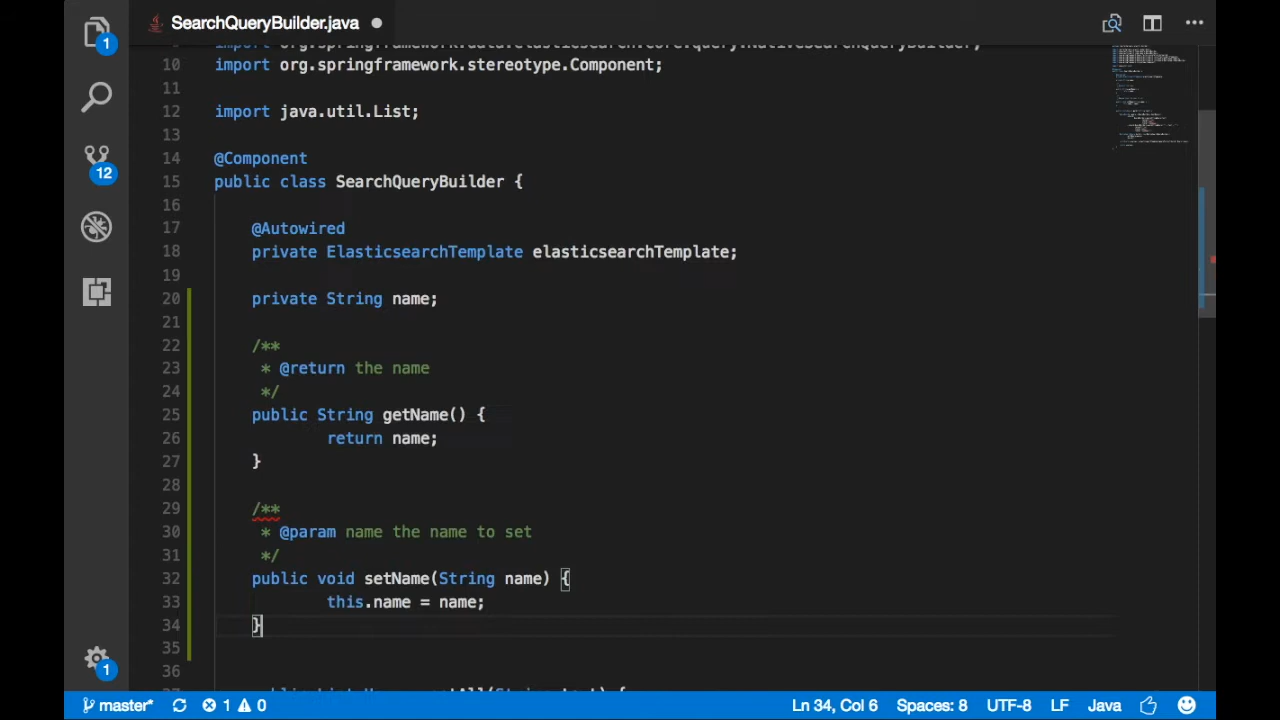 SearchQueryBuilder.java
1
12
10 import org.springframework.stereotype.Component;
11
12 import java.util.List;
13
14 @Component
15 public class SearchQueryBuilder {
16
17 @Autowired
18 private ElasticsearchTemplate elasticsearchTemplate;
19
20 private String name;
21
22 /**
23 * @return the name
24 */
25 public String getName() {
26 return name;
27 }
28
29 /**
30 * @param name the name to set
31 */
32 public void setName(String name) {
33 this.name = name;
34 }
35
36
1
master* 1 0 Ln 34, Col 6 Spaces: 8 UTF-8 LF Java